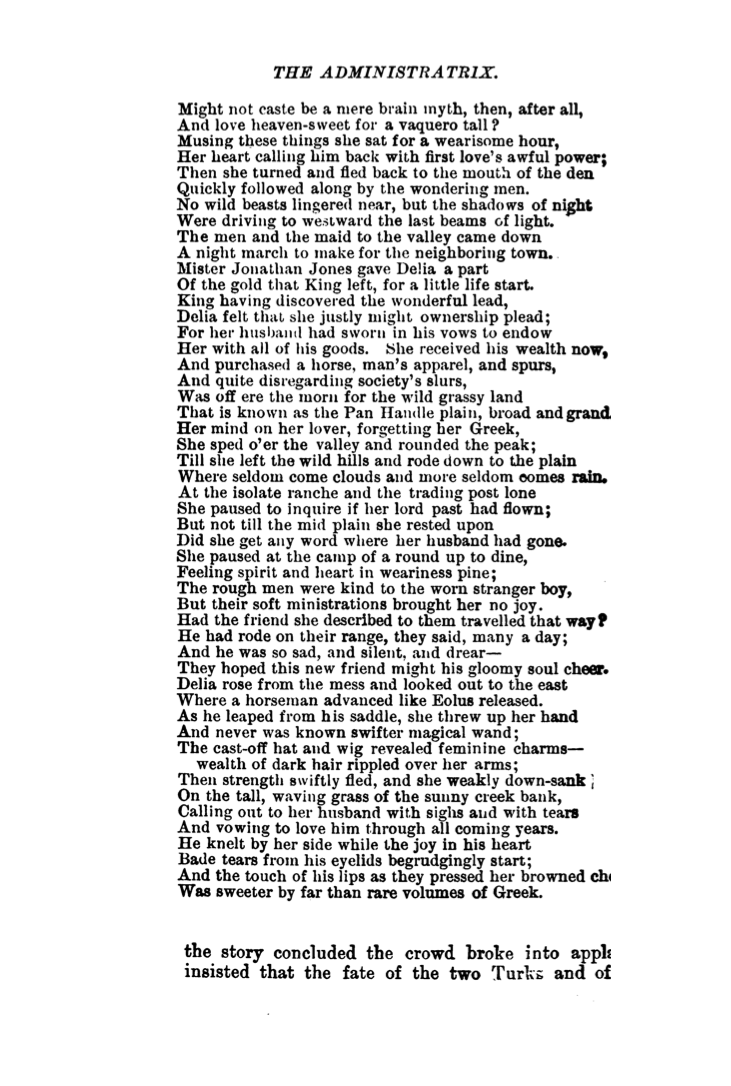 THE ADMINISTRATRIX.
Might not caste be a mere brain myth, then, after all,
And love heaven-sweet for a vaquero tall?
Musing these things she sat for a wearisome hour,
Her heart calling him back with first love's awful power;
Then she turned and fled back to the mouth of the den
Quickly followed along by the wondering men.
No wild beasts lingered near, but the shadows of night
Were driving to westward the last beams of light.
The men and the maid to the valley came down
A night march to make for the neighboring town.
Mister Jonathan Jones gave Delia a part
Of the gold that King left, for a little life start.
King having discovered the wonderful lead,
Delia felt that she justly might ownership plead;
For her husband had sworn in his vows to endow
Her with all of his goods. She received his wealth now,
And purchased a horse, man's apparel, and spurs,
And quite disregarding society's slurs,
Was off ere the morn for the wild grassy land
That is known as the Pan Handle plain, broad and grand
Her mind on her lover, forgetting her Greek,
She sped o'er the valley and rounded the peak;
Till she left the wild hills and rode down to the plain
Where seldom come clouds and more seldom comes rain.
At the isolate ranche and the trading post lone
She paused to inquire if her lord past had flown;
But not till the mid plain she rested upon
Did she get any word where her husband had gone.
She paused at the camp of a round up to dine,
Feeling spirit and heart in weariness pine;
The rough men were kind to the worn stranger boy,
But their soft ministrations brought her no joy.
Had the friend she described to them travelled that way?
He had rode on their range, they said, many a day;
And he was so sad, and silent, and drear—
They hoped this new friend might his gloomy soul cheer.
Delia rose from the mess and looked out to the east
Where a horseman advanced like Eolus released.
As he leaped from his saddle, she threw up her hand
And never was known swifter magical wand;
The cast-off hat and wig revealed feminine charms—
wealth of dark hair rippled over her arms;
Then strength swiftly fled, and she weakly down-sank;
On the tall, waving grass of the sunny creek bank,
Calling out to her husband with sighs and with tears
And vowing to love him through all coming years.
He knelt by her side while the joy in his heart
Bade tears from his eyelids begrudgingly start;
And the touch of his lips as they pressed her browned
Was sweeter by far than rare volumes of Greek.
the story concluded the crowd broke into
insisted that the fate of the two Turks and of